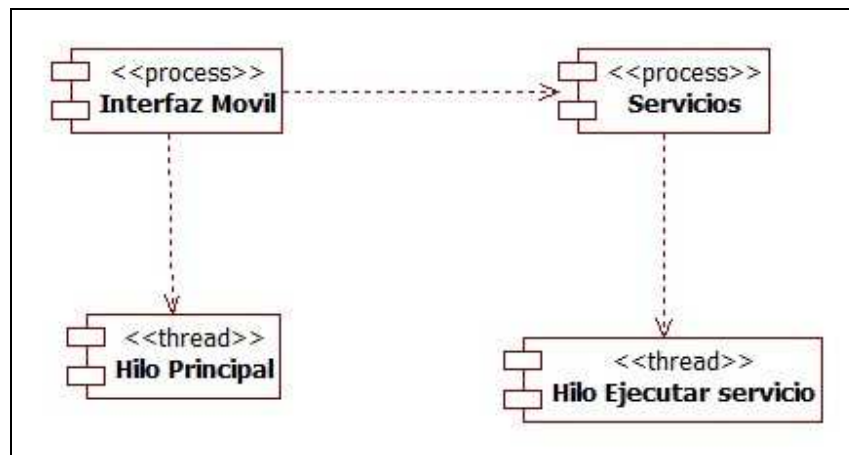 <<process>>
Interfaz Movil
<<process>>
Servicios
<<thread>>
Hilo Principal
<<thread>>
Hilo Ejecutar servicio